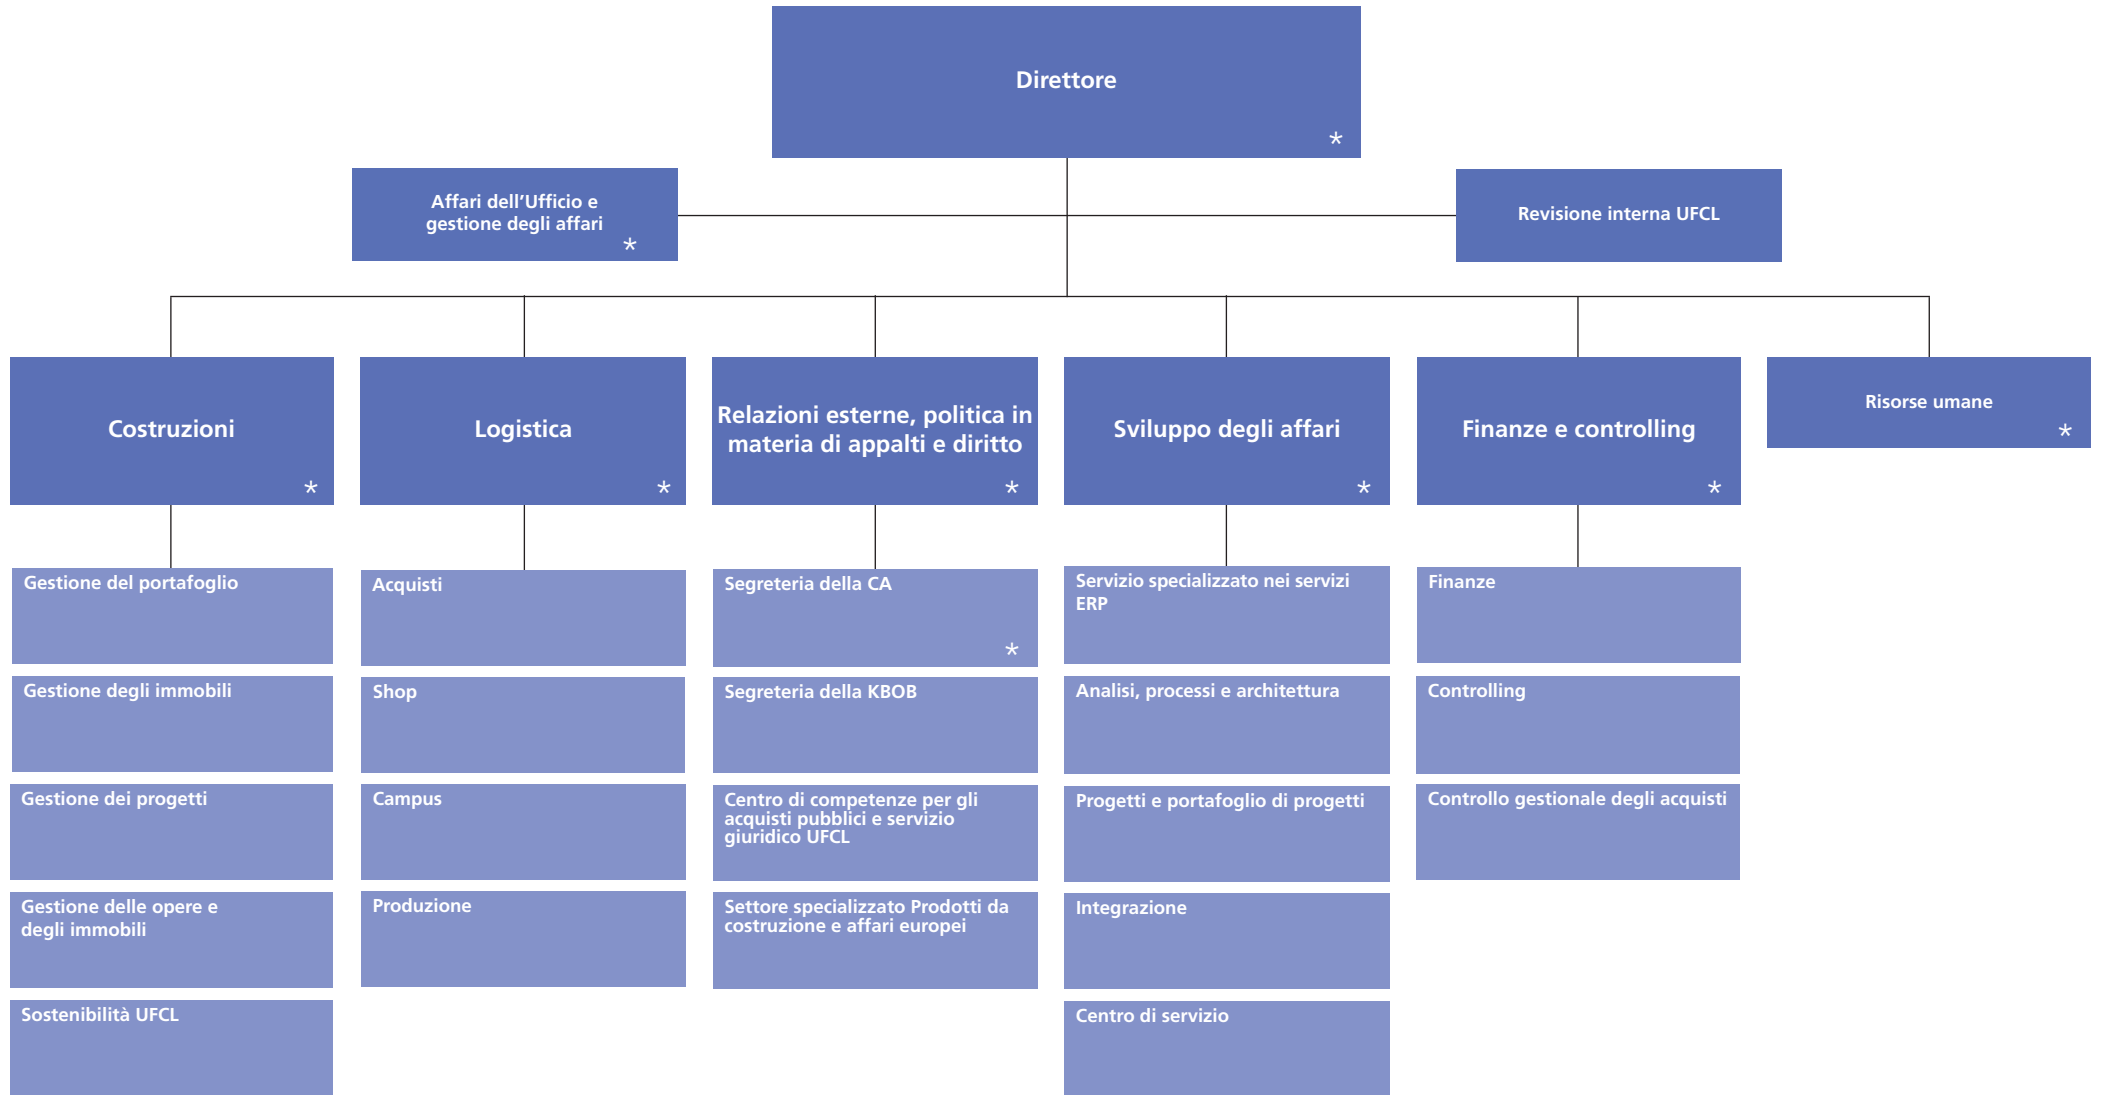 Direttore
*
Affari dell’Ufficio e
gestione degli affari
*
Revisione interna UFCL
Costruzioni
*
Logistica
*
Relazioni esterne, politica in
materia di appalti e diritto
*
Sviluppo degli affari
*
Finanze e controlling
*
Risorse umane
*
Gestione del portafoglio
Gestione degli immobili
Gestione dei progetti
Gestione delle opere e
degli immobili
Sostenibilità UFCL
Acquisti
Shop
Campus
Produzione
Segreteria della CA
*
Segreteria della KBOB
Centro di competenze per gli
acquisti pubblici e servizio
giuridico UFCL
Settore specializzato Prodotti da
costruzione e affari europei
Servizio specializzato nei servizi
ERP
Analisi, processi e architettura
Progetti e portafoglio di progetti
Integrazione
Centro di servizio
Finanze
Controlling
Controllo gestionale degli acquisti